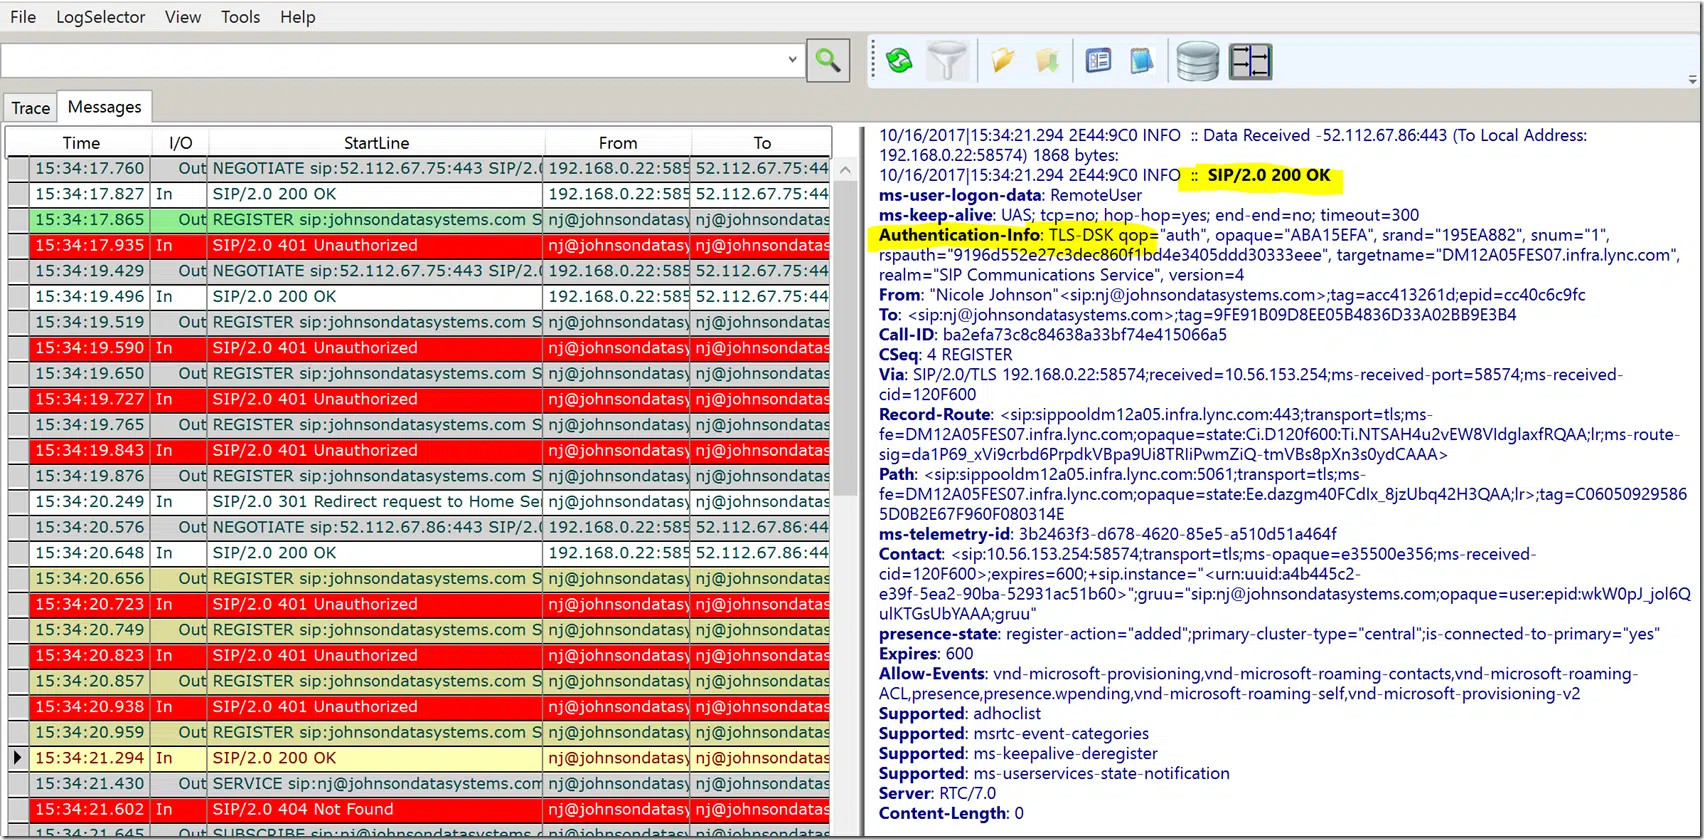 File LogSelector View Tools Help
Trace Messages
Time I/O StartLine From To
15:34:17.760 Out NEGOTIATE sip:52.112.67.75:443 SIP/2.0 192.168.0.22:585 52.112.67.75:44
15:34:17.827 In SIP/2.0 200 OK 192.168.0.22:585 52.112.67.75:44
15:34:17.865 Out REGISTER sip:johnsondatasystems.com S nj@johnsondatasy nj@johnsondatas
15:34:17.935 In SIP/2.0 401 Unauthorized nj@johnsondatasy nj@johnsondatas
15:34:19.429 Out NEGOTIATE sip:52.112.67.75:443 SIP/2.0 192.168.0.22:585 52.112.67.75:44
15:34:19.496 In SIP/2.0 200 OK 192.168.0.22:585 52.112.67.75:44
15:34:19.519 Out REGISTER sip:johnsondatasystems.com S nj@johnsondatasy nj@johnsondatas
15:34:19.590 In SIP/2.0 401 Unauthorized nj@johnsondatasy nj@johnsondatas
15:34:19.650 Out REGISTER sip:johnsondatasystems.com S nj@johnsondatasy nj@johnsondatas
15:34:19.727 In SIP/2.0 401 Unauthorized nj@johnsondatasy nj@johnsondatas
15:34:19.765 Out REGISTER sip:johnsondatasystems.com S nj@johnsondatasy nj@johnsondatas
15:34:19.843 In SIP/2.0 401 Unauthorized nj@johnsondatasy nj@johnsondatas
15:34:19.876 Out REGISTER sip:johnsondatasystems.com S nj@johnsondatasy nj@johnsondatas
15:34:20.249 In SIP/2.0 301 Redirect request to Home Se nj@johnsondatasy nj@johnsondatas
15:34:20.576 Out NEGOTIATE sip:52.112.67.86:443 SIP/2.0 192.168.0.22:585 52.112.67.86:44
15:34:20.648 In SIP/2.0 200 OK 192.168.0.22:585 52.112.67.86:44
15:34:20.656 Out REGISTER sip:johnsondatasystems.com S nj@johnsondatasy nj@johnsondatas
15:34:20.723 In SIP/2.0 401 Unauthorized nj@johnsondatasy nj@johnsondatas
15:34:20.749 Out REGISTER sip:johnsondatasystems.com S nj@johnsondatasy nj@johnsondatas
15:34:20.823 In SIP/2.0 401 Unauthorized nj@johnsondatasy nj@johnsondatas
15:34:20.857 Out REGISTER sip:johnsondatasystems.com S nj@johnsondatasy nj@johnsondatas
15:34:20.938 In SIP/2.0 401 Unauthorized nj@johnsondatasy nj@johnsondatas
15:34:20.959 Out REGISTER sip:johnsondatasystems.com S nj@johnsondatasy nj@johnsondatas
15:34:21.294 In SIP/2.0 200 OK nj@johnsondatasy nj@johnsondatas
15:34:21.430 Out SERVICE sip:nj@johnsondatasystems.com nj@johnsondatasy nj@johnsondatas
15:34:21.602 In SIP/2.0 404 Not Found nj@johnsondatasy nj@johnsondatas
15:34:21.645 Out SUBSCRIBE sip:nj@johnsondatasystems.c nj@johnsondatasy nj@johnsondatas
10/16/2017|15:34:21.294 2E44:9C0 INFO :: Data Received -52.112.67.86:443 (To Local Address:
192.168.0.22:58574) 1868 bytes:
10/16/2017|15:34:21.294 2E44:9C0 INFO :: SIP/2.0 200 OK
ms-user-logon-data: RemoteUser
ms-keep-alive: UAS; tcp=no; hop-hop=yes; end-end=no; timeout=300
Authentication-Info: TLS-DSK qop="auth", opaque="ABA15EFA", srand="195EA882", snum="1",
rspauth="9196d552e27c3dec860f1bd4e3405ddd30333eee", targetname="DM12A05FES07.infra.lync.com",
realm="SIP Communications Service", version=4
From: "Nicole Johnson"<sip:nj@johnsondatasystems.com>;tag=acc413261d;epid=cc40c6c9fc
To: <sip:nj@johnsondatasystems.com>;tag=9FE91B09D8EE05B4836D33A02BB9E3B4
Call-ID: ba2efa73c8c84638a33bf74e415066a5
CSeq: 4 REGISTER
Via: SIP/2.0/TLS 192.168.0.22:58574;received=10.56.153.254;ms-received-port=58574;ms-received-
cid=120F600
Record-Route: <sip:sippooldm12a05.infra.lync.com:443;transport=tls;ms-
fe=DM12A05FES07.infra.lync.com;opaque=state:Ci.D120f600:Ti.NTSAH4u2vEW8VIdglaxfRQAA;lr;ms-route-
sig=da1P69_xVi9crbd6PrpdkVBpa9Ui8TRIiPwmZiQ-tmVBs8pXn3s0ydCAAA>
Path: <sip:sippooldm12a05.infra.lync.com:5061;transport=tls;ms-
fe=DM12A05FES07.infra.lync.com;opaque=state:Ee.dazgm40FCdIx_8jzUbq42H3QAA;lr>;tag=C06050929586
5D0B2E67F960F080314E
ms-telemetry-id: 3b2463f3-d678-4620-85e5-a510d51a464f
Contact: <sip:10.56.153.254:58574;transport=tls;ms-opaque=e35500e356;ms-received-
cid=120F600>;expires=600;+sip.instance="<urn:uuid:a4b445c2-
e39f-5ea2-90ba-52931ac51b60>";gruu="sip:nj@johnsondatasystems.com;opaque=user:epid:wkW0pJ_joI6Q
ulKTGsUbYAAA;gruu"
presence-state: register-action="added";primary-cluster-type="central";is-connected-to-primary="yes"
Expires: 600
Allow-Events: vnd-microsoft-provisioning,vnd-microsoft-roaming-contacts,vnd-microsoft-roaming-
ACL,presence,presence.wpending,vnd-microsoft-roaming-self,vnd-microsoft-provisioning-v2
Supported: adhoclist
Supported: msrtc-event-categories
Supported: ms-keepalive-deregister
Supported: ms-userservices-state-notification
Server: RTC/7.0
Content-Length: 0